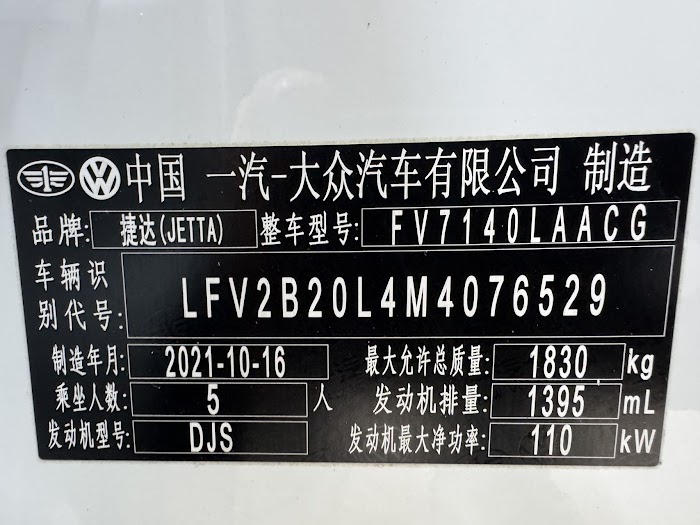 中国 一汽-大众汽车有限公司 制造
品牌: 捷达(JETTA) 整车型号: FV7140LAACG
车辆识别代号: LFV2B20L4M4076529
制造年月: 2021-10-16 最大允许总质量: 1830 kg
乘坐人数: 5 人 发动机排量: 1395 mL
发动机型号: DJS 发动机最大净功率: 110 kW